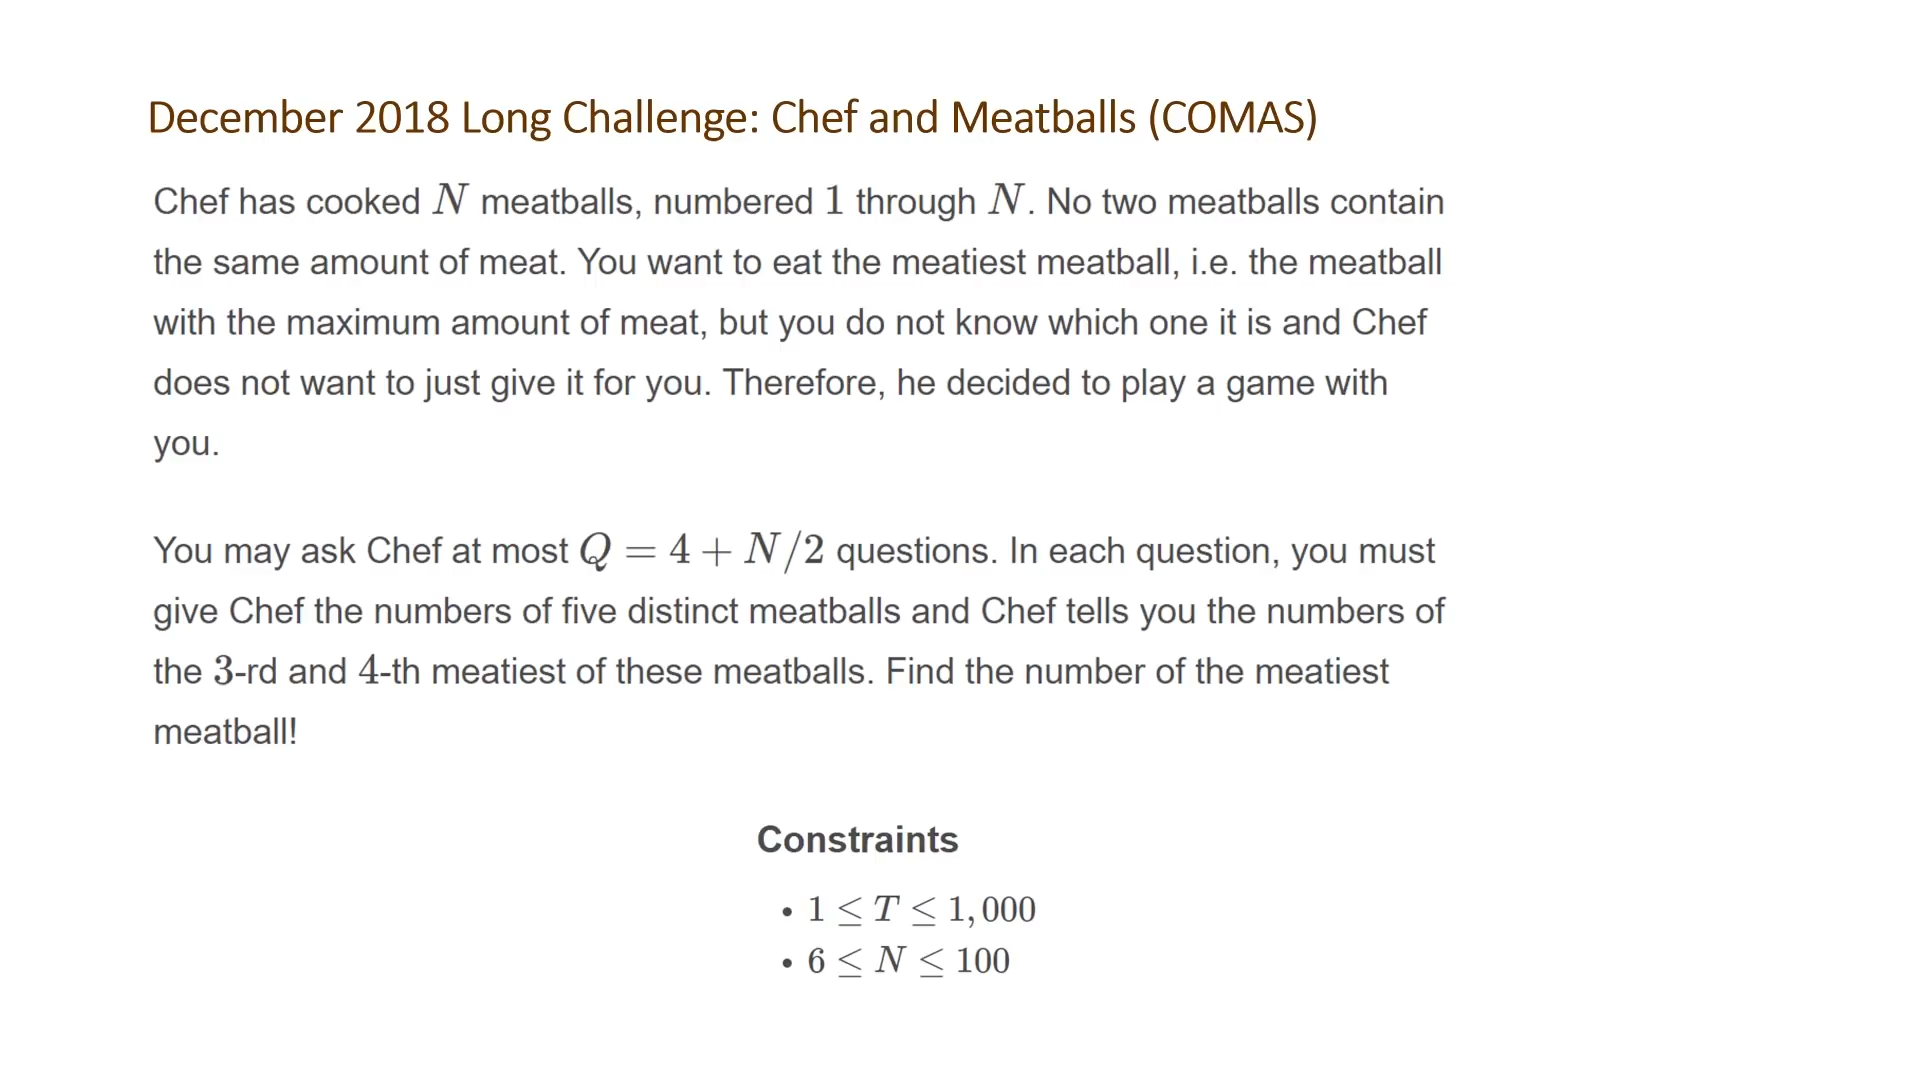 December 2018 Long Challenge: Chef and Meatballs (COMAS)
Chef has cooked N meatballs, numbered 1 through N. No two meatballs contain
the same amount of meat. You want to eat the meatiest meatball, i.e. the meatball
with the maximum amount of meat, but you do not know which one it is and Chef
does not want to just give it for you. Therefore, he decided to play a game with
you.
You may ask Chef at most Q = 4 + N/2 questions. In each question, you must
give Chef the numbers of five distinct meatballs and Chef tells you the numbers of
the 3-rd and 4-th meatiest of these meatballs. Find the number of the meatiest
meatball!
Constraints
• 1 ≤ T ≤ 1,000
• 6 ≤ N ≤ 100